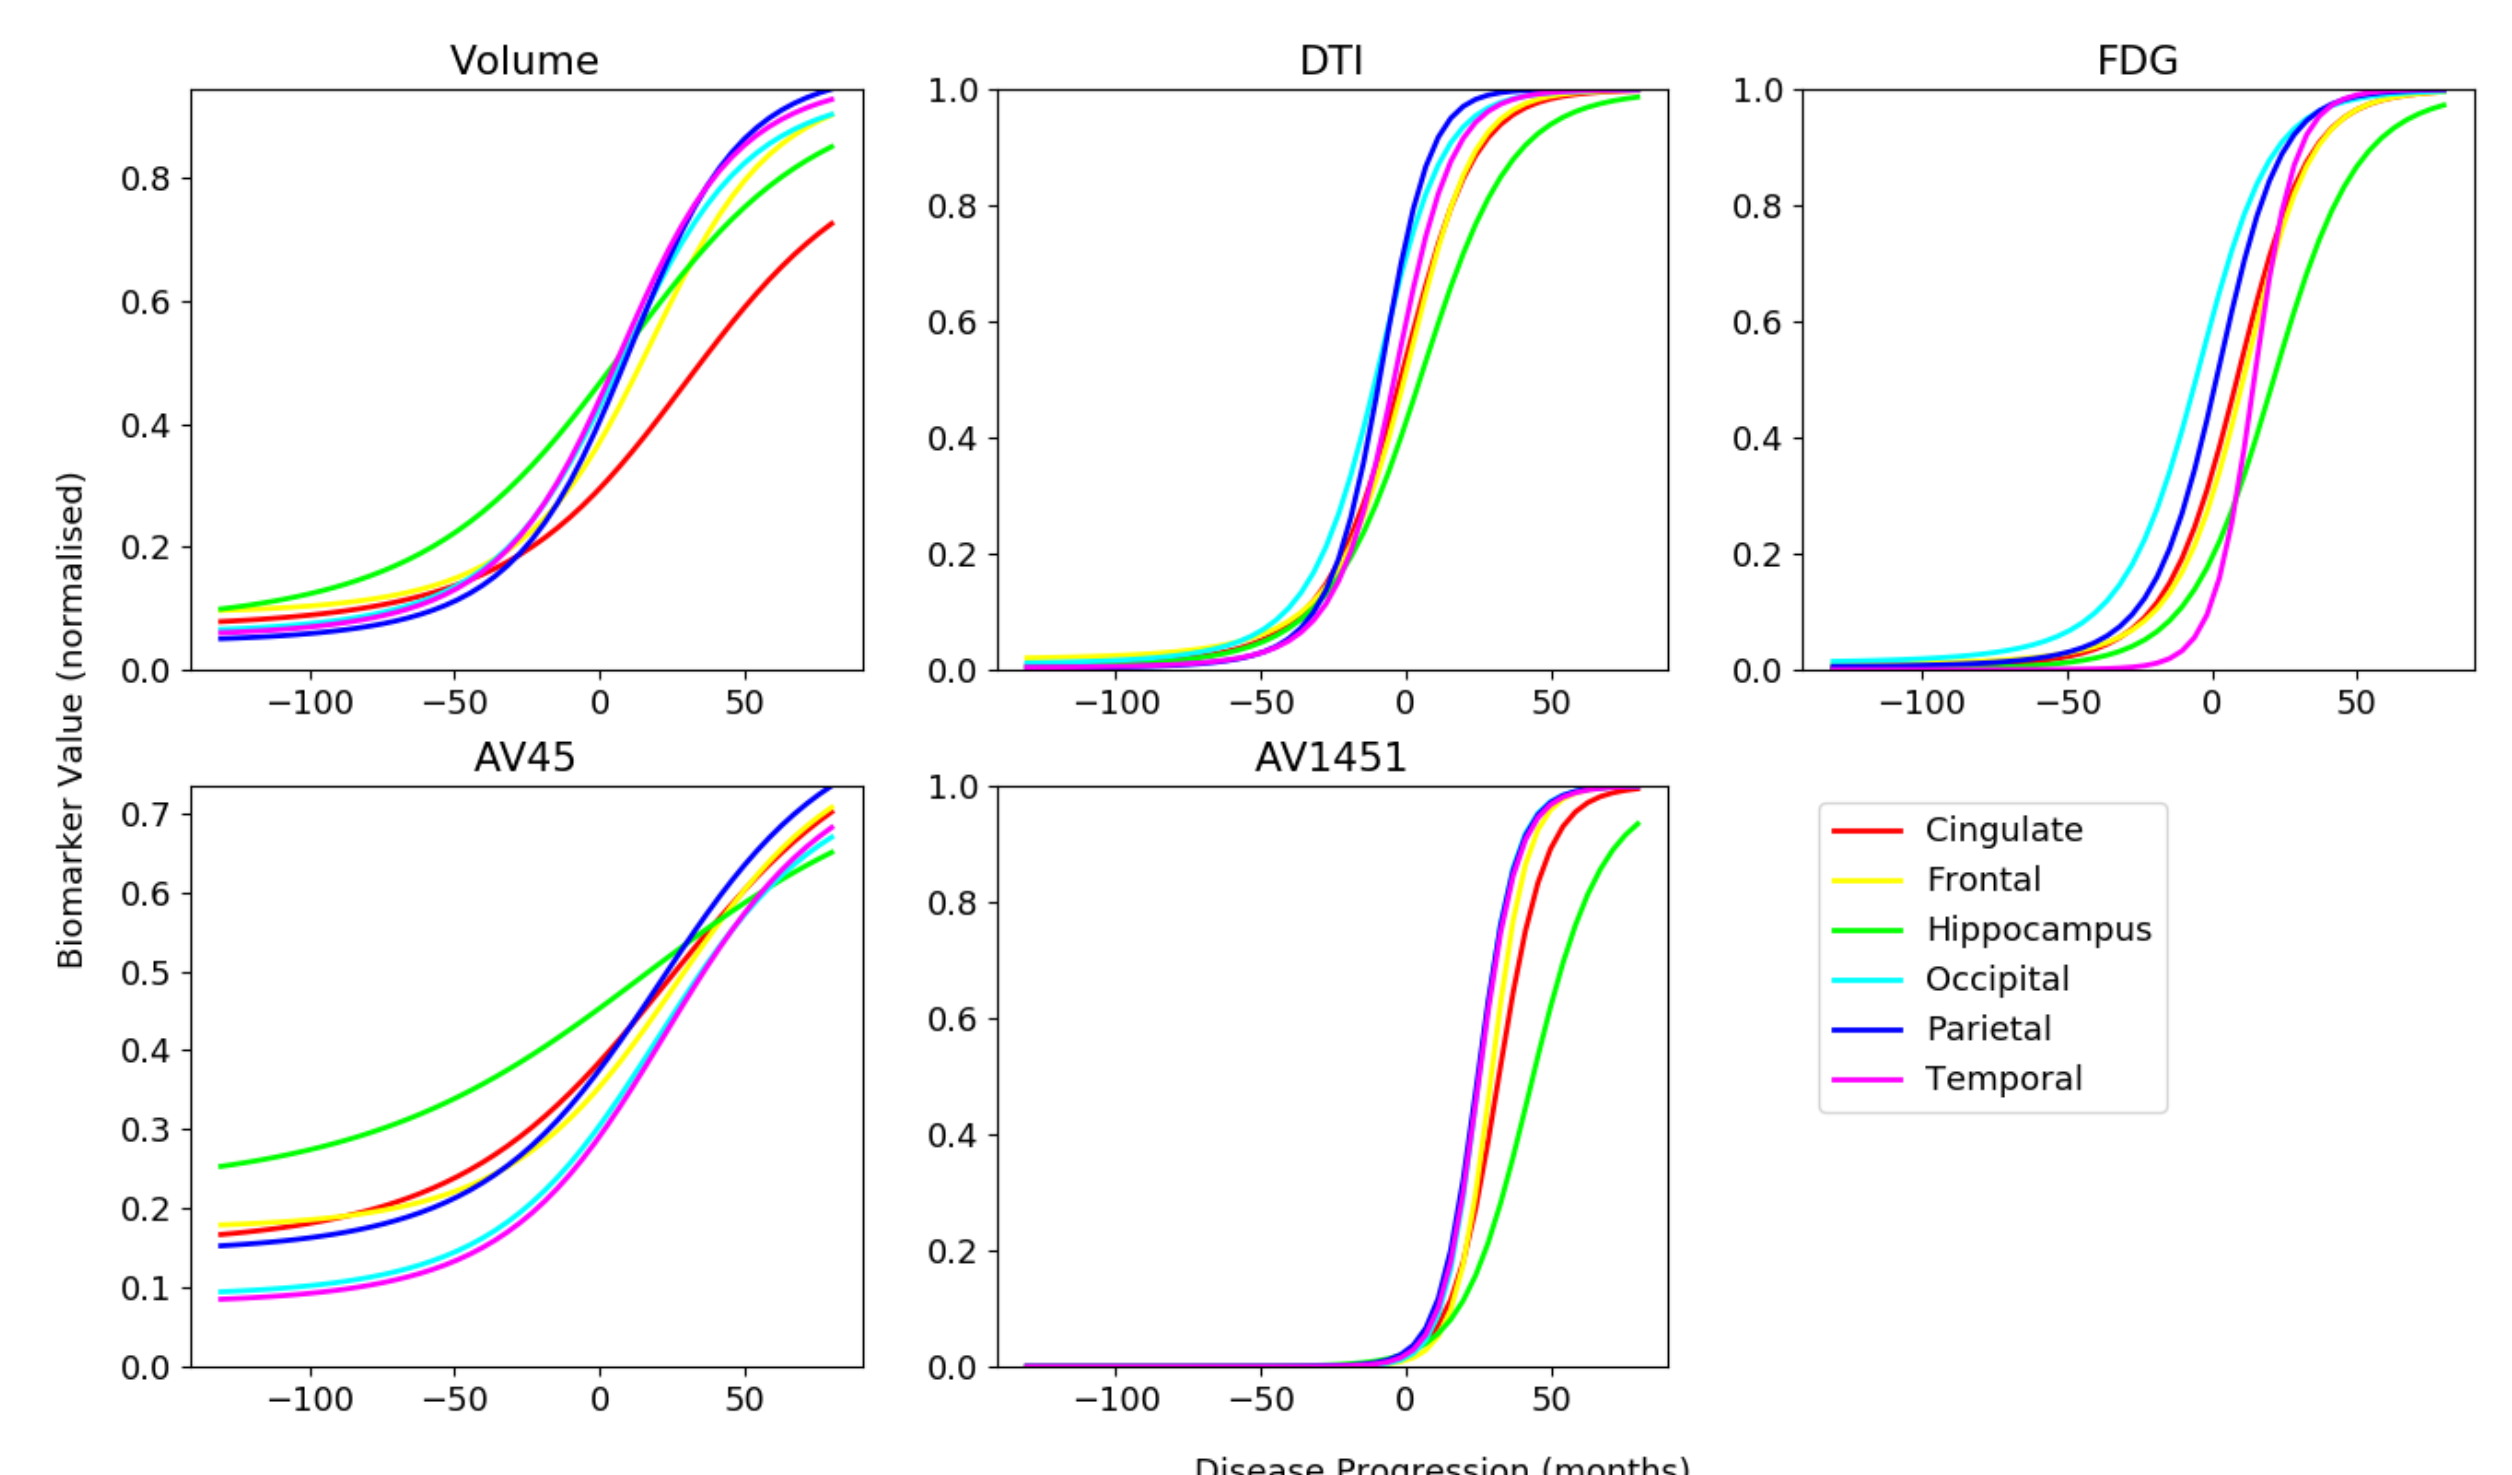 Volume
DTI
FDG
0.8
0.6
0.4
0.2
0.0
−100 −50 0 50
1.0
0.8
0.6
0.4
0.2
0.0
−100 −50 0 50
1.0
0.8
0.6
0.4
0.2
0.0
−100 −50 0 50
Biomarker Value (normalised)
AV45
AV1451
0.7
0.6
0.5
0.4
0.3
0.2
0.1
0.0
−100 −50 0 50
1.0
0.8
0.6
0.4
0.2
0.0
−100 −50 0 50
Cingulate
Frontal
Hippocampus
Occipital
Parietal
Temporal
Disease Progression (months)